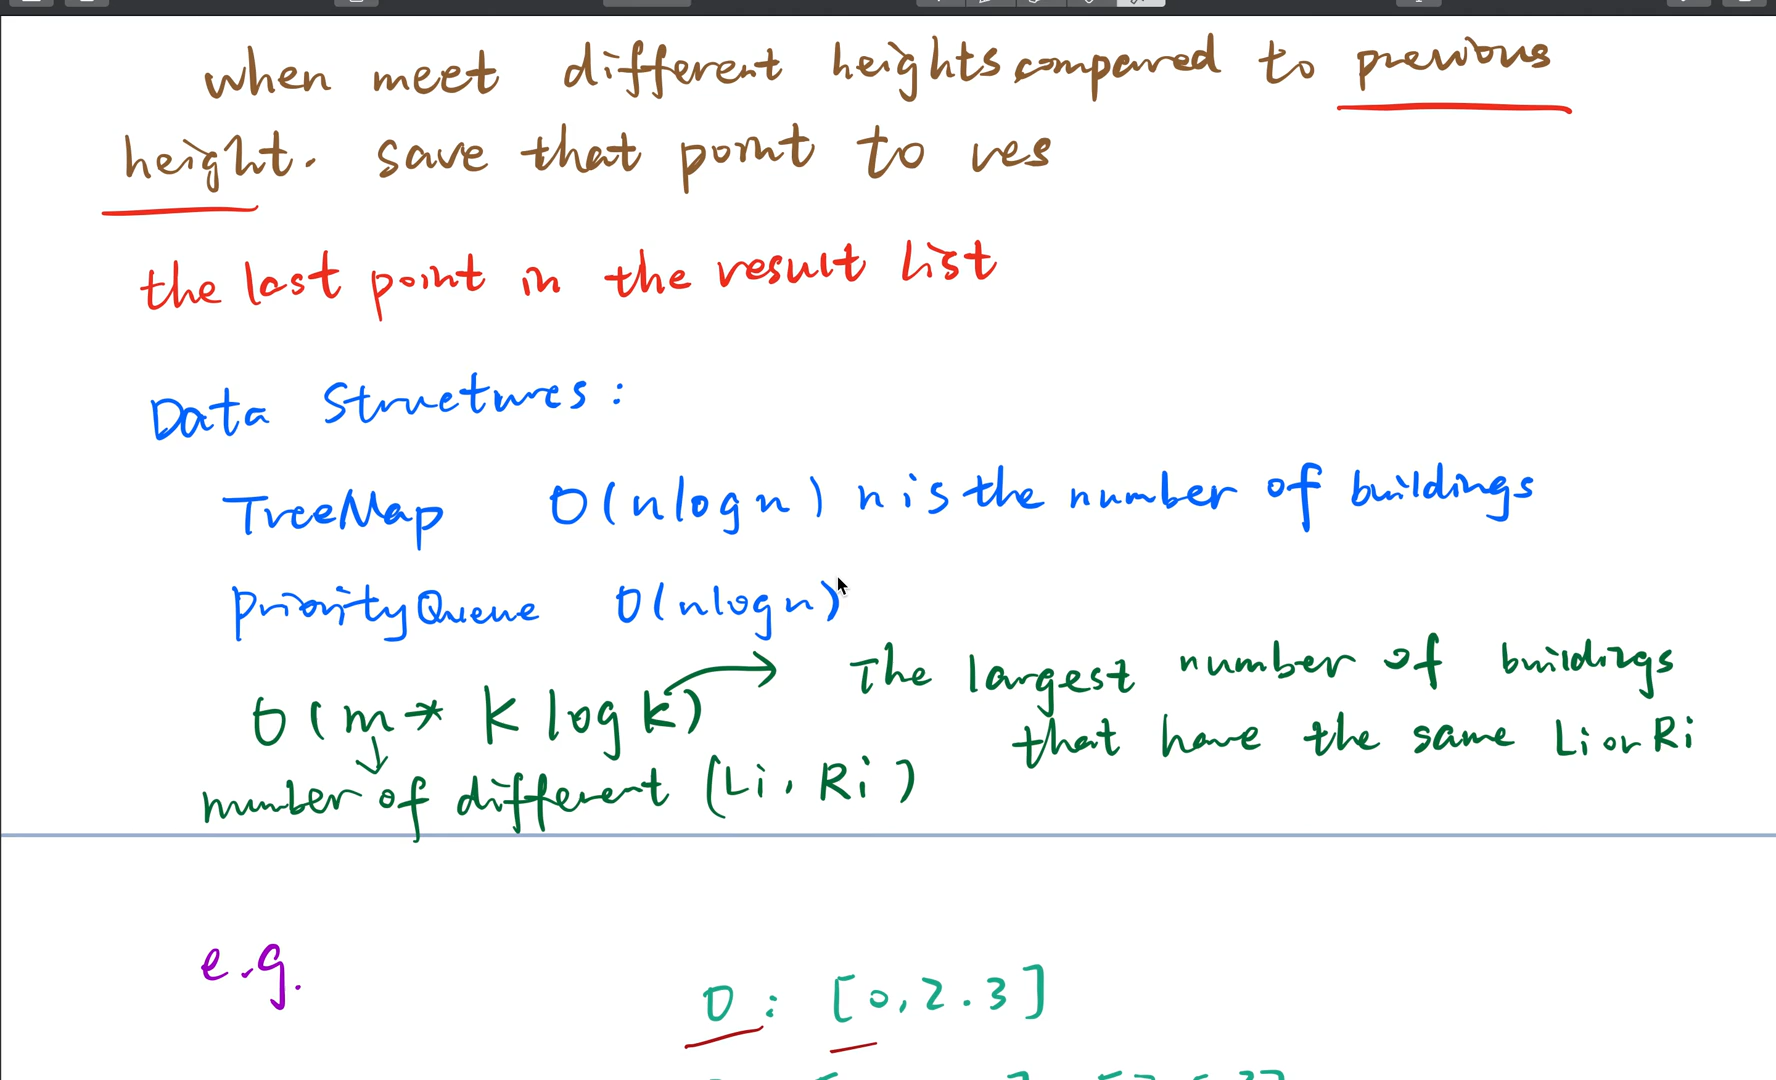 when meet different heights compared to previous
height. save that point to res
the last point in the result list
Data Structures:
TreeMap O(nlogn) n is the number of buildings
PriorityQueue O(nlogn)
O(m* k logk) → The largest number of buildings
that have the same Li or Ri
number of different (Li, Ri)
e.g.
0: [0,2.3]